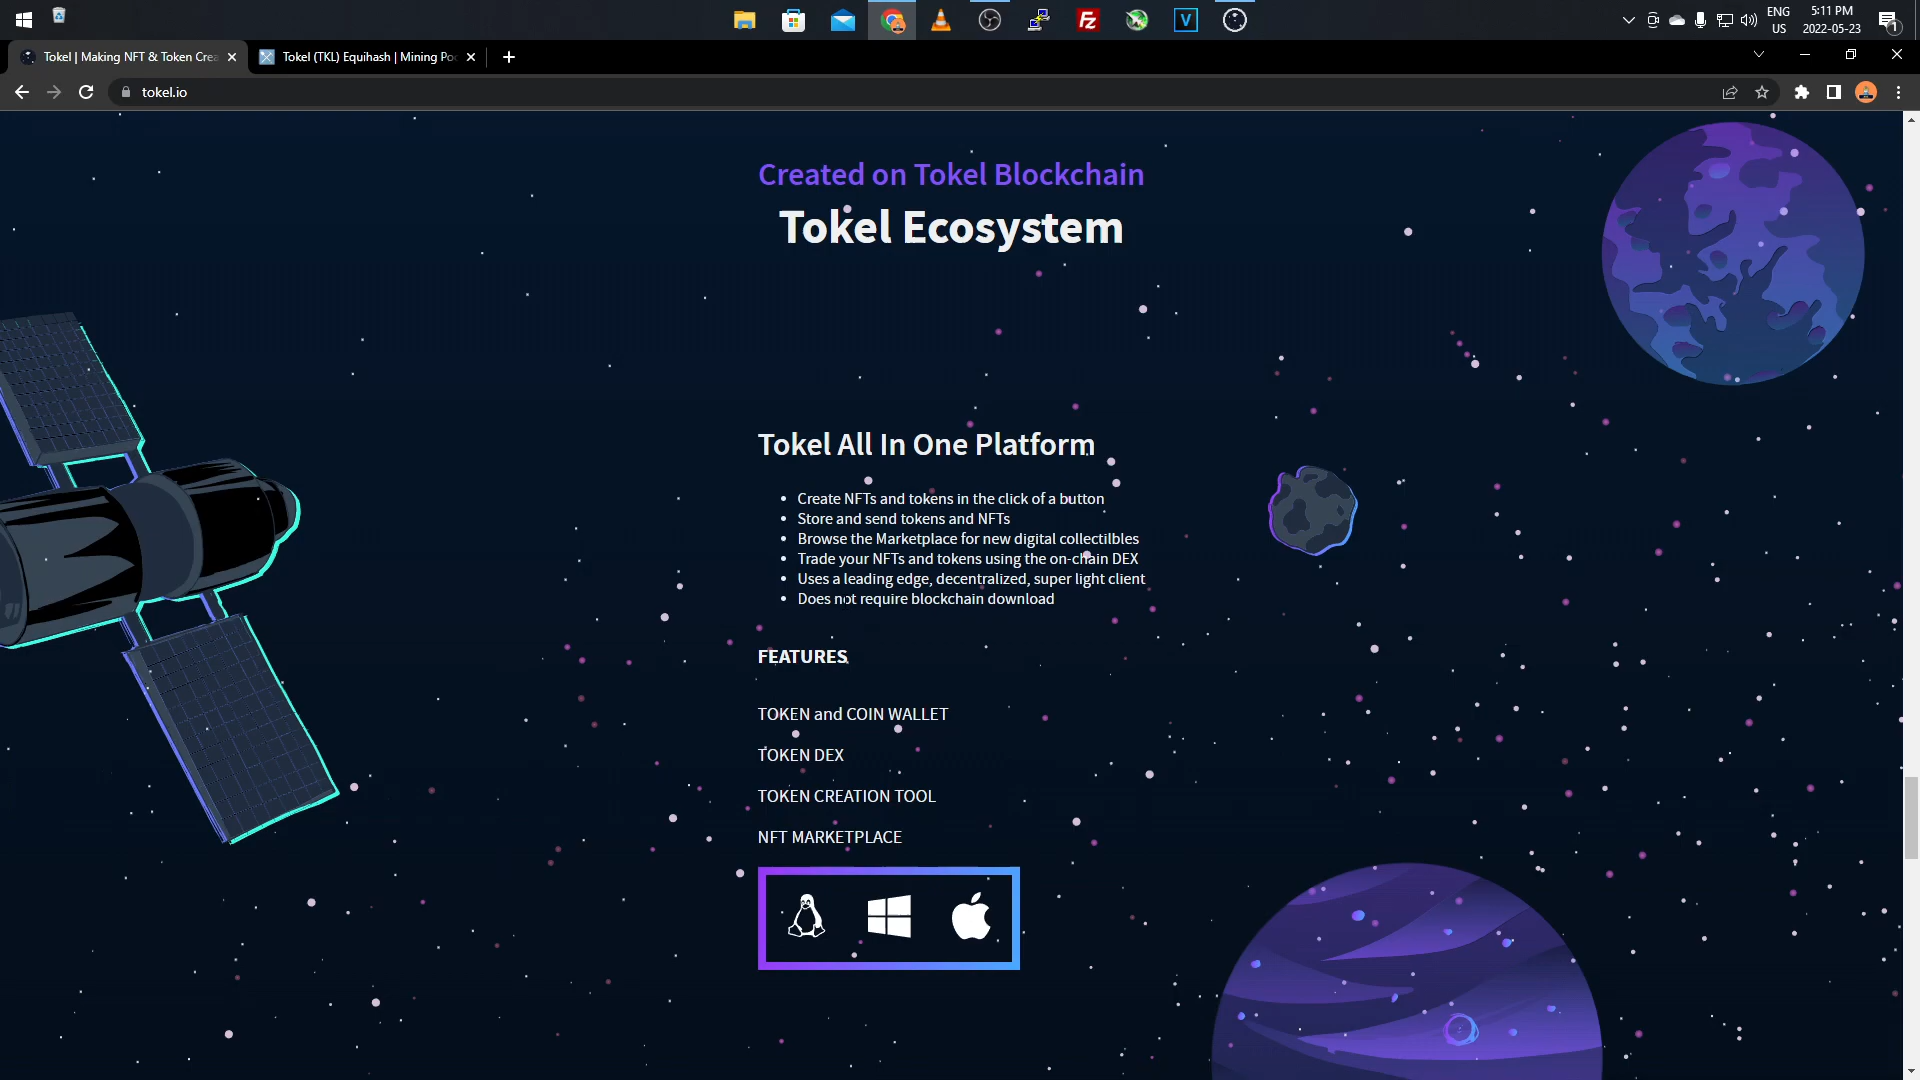 ENG
US
5:11 PM
2022-05-23
1
Tokel | Making NFT & Token Crea
Tokel (TKL) Equihash | Mining Poo
tokel.io
Created on Tokel Blockchain
Tokel Ecosystem
Tokel All In One Platform
• Create NFTs and tokens in the click of a button
• Store and send tokens and NFTs
• Browse the Marketplace for new digital collectilbles
• Trade your NFTs and tokens using the on-chain DEX
• Uses a leading edge, decentralized, super light client
• Does not require blockchain download
FEATURES
TOKEN and COIN WALLET
TOKEN DEX
TOKEN CREATION TOOL
NFT MARKETPLACE